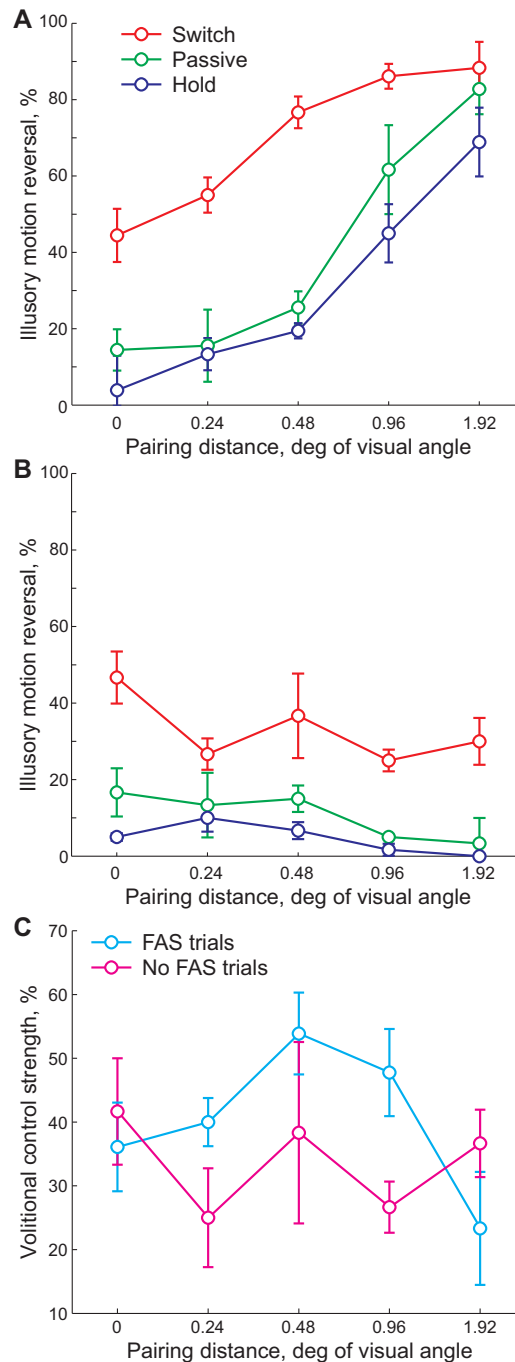 A
100
Switch
Passive
Hold
80
60
40
20
0
Illusory motion reversal, %
0 0.24 0.48 0.96 1.92
Pairing distance, deg of visual angle
B
100
80
60
40
20
0
Illusory motion reversal, %
0 0.24 0.48 0.96 1.92
Pairing distance, deg of visual angle
C
70
FAS trials
No FAS trials
60
50
40
30
20
10
Volitional control strength, %
0 0.24 0.48 0.96 1.92
Pairing distance, deg of visual angle